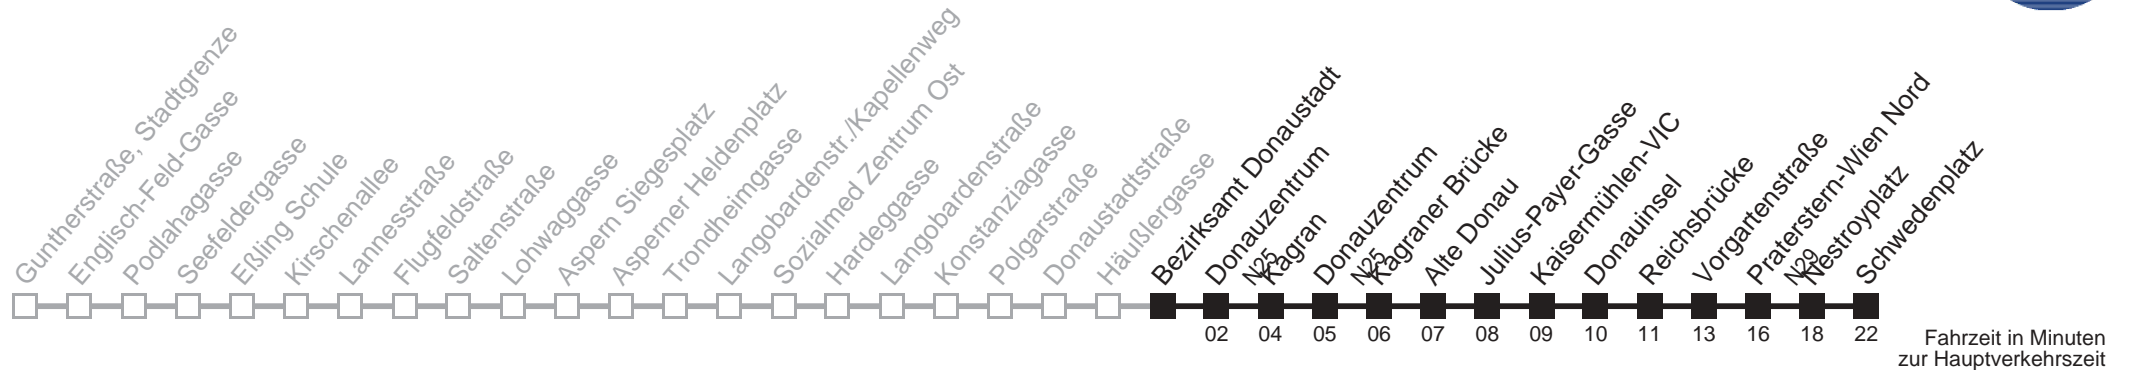 Guntherstraße, Stadtgrenze
Englisch-Feld-Gasse
Podlahagasse
Seefeldergasse
Eßling Schule
Kirschenallee
Lannesstraße
Flugfeldstraße
Saltenstraße
Lohwaggasse
Aspern Siegesplatz
Asperner Heldenplatz
Trondheimgasse
Langobardenstr./Kapellenweg
Sozialmed Zentrum Ost
Hardeggasse
Langobardenstraße
Konstanziagasse
Polgarstraße
Donaustadtstraße
Häußlergasse
Bezirksamt Donaustadt
Donauzentrum
N25
Kagran
Donauzentrum
N25
Kagraner Brücke
Alte Donau
Julius-Payer-Gasse
Kaisermühlen-VIC
Donauinsel
Reichsbrücke
Vorgartenstraße
Praterstern-Wien Nord
N29
Nestroyplatz
Schwedenplatz
02 04 05 06 07 08 09 10 11 13 16 18 22
Fahrzeit in Minuten
zur Hauptverkehrszeit